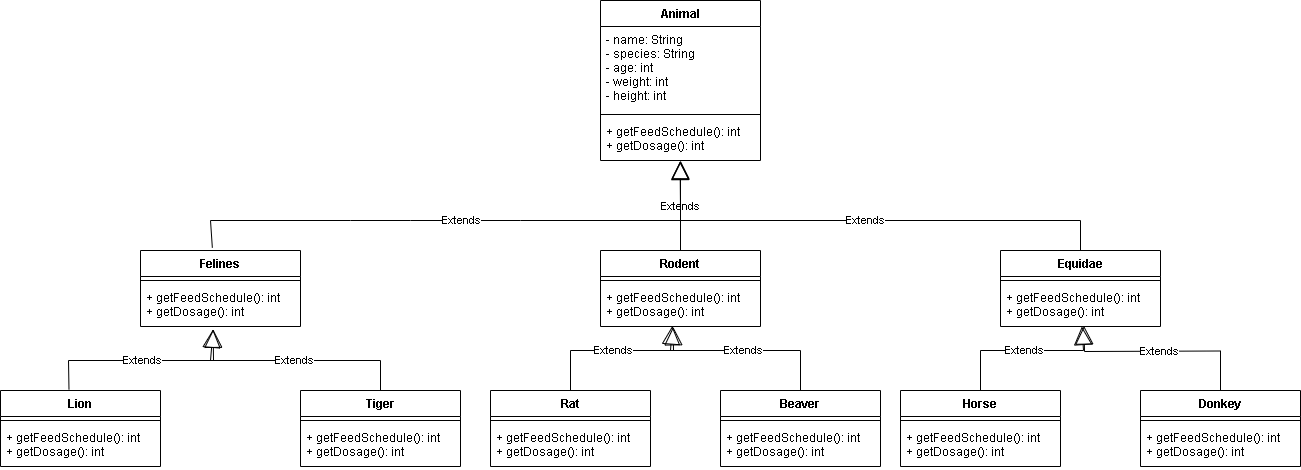 Animal
- name: String
- species: String
- age: int
- weight: int
- height: int
+ getFeedSchedule(): int
+ getDosage(): int
Extends
Extends
Extends
Felines
+ getFeedSchedule(): int
+ getDosage(): int
Rodent
+ getFeedSchedule(): int
+ getDosage(): int
Equidae
+ getFeedSchedule(): int
+ getDosage(): int
Extends
Extends
Extends
Extends
Extends
Extends
Lion
+ getFeedSchedule(): int
+ getDosage(): int
Tiger
+ getFeedSchedule(): int
+ getDosage(): int
Rat
+ getFeedSchedule(): int
+ getDosage(): int
Beaver
+ getFeedSchedule(): int
+ getDosage(): int
Horse
+ getFeedSchedule(): int
+ getDosage(): int
Donkey
+ getFeedSchedule(): int
+ getDosage(): int